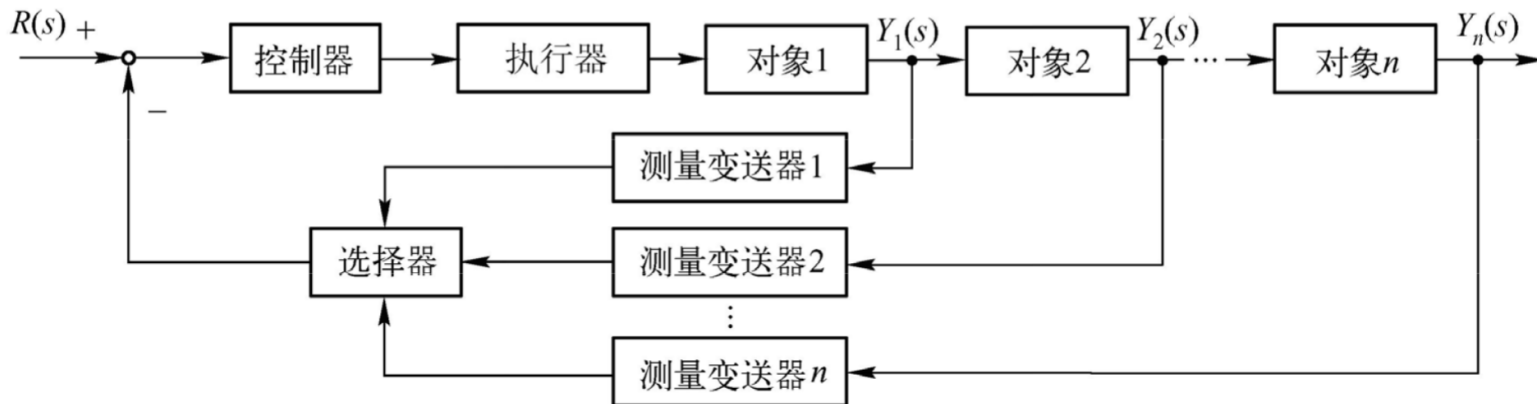 R(s) + Y₁(s) Y₂(s) Yₙ(s)
控制器 执行器 对象1 对象2 ··· 对象n
−
测量变送器1
选择器 测量变送器2
⋮
测量变送器n